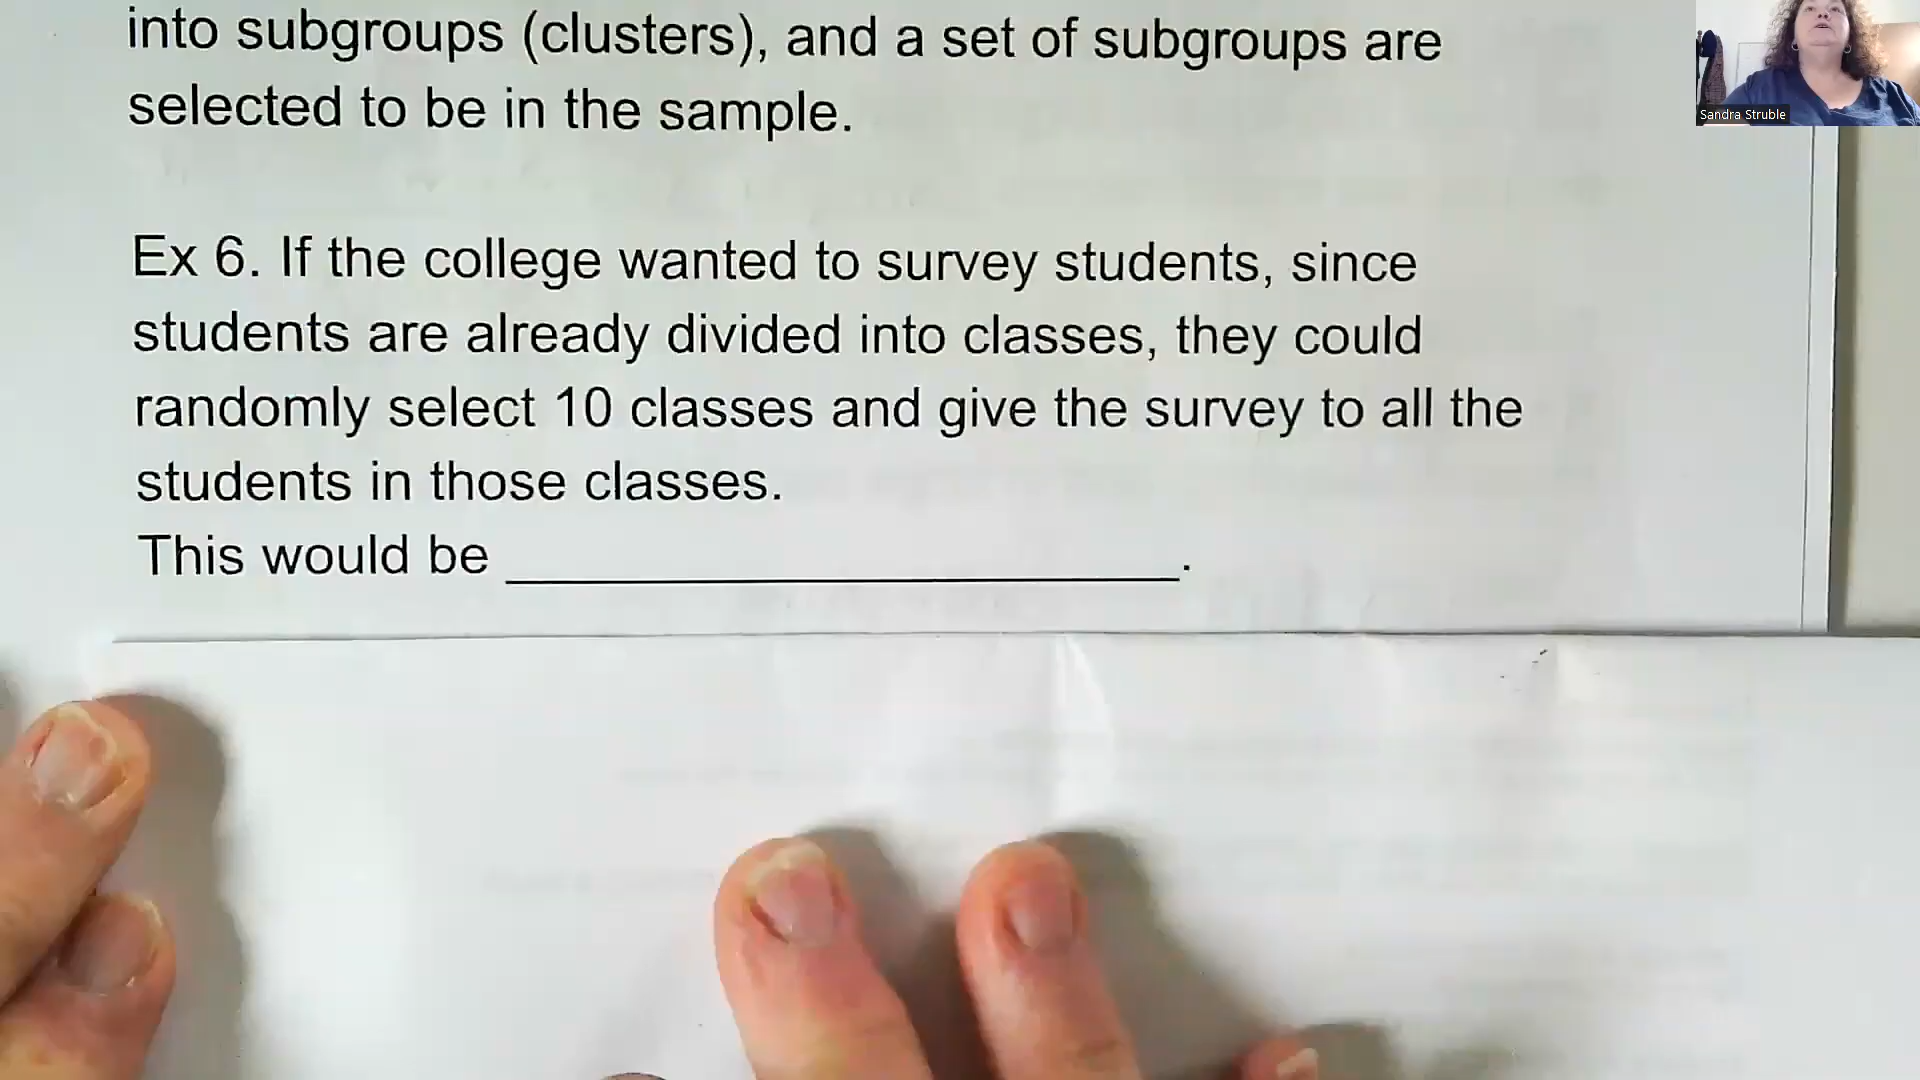 into subgroups (clusters), and a set of subgroups are
selected to be in the sample.
Sandra Struble
Ex 6. If the college wanted to survey students, since
students are already divided into classes, they could
randomly select 10 classes and give the survey to all the
students in those classes.
This would be ______________________.